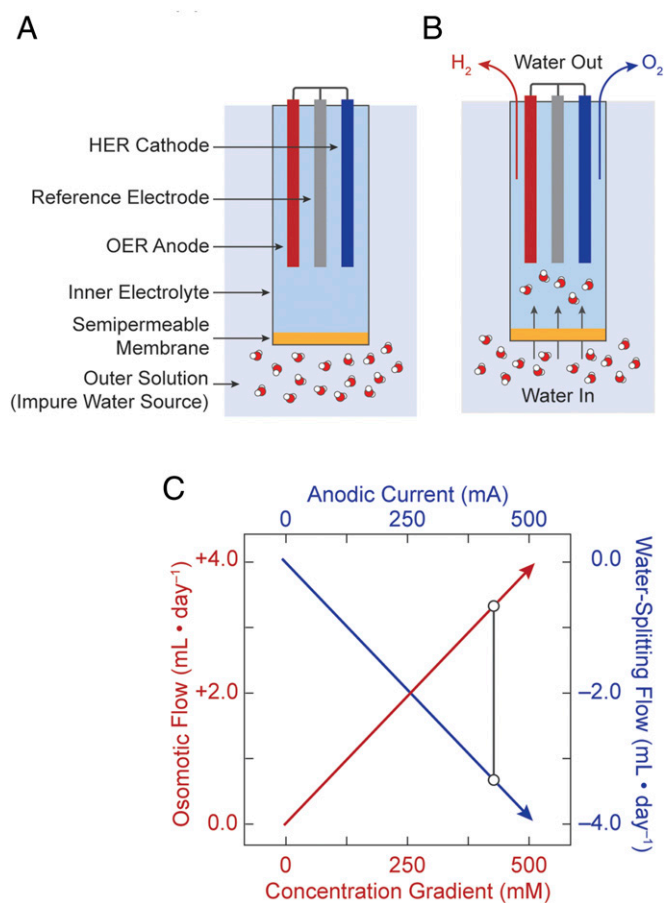 A
HER Cathode
Reference Electrode
OER Anode
Inner Electrolyte
Semipermeable
Membrane
Outer Solution
(Impure Water Source)
B
H₂
Water Out
O₂
Water In
C
Anodic Current (mA)
0
250
500
+4.0
+2.0
0.0
Osomotic Flow (mL • day⁻¹)
0.0
−2.0
−4.0
Water-Splitting Flow (mL • day⁻¹)
0
250
500
Concentration Gradient (mM)